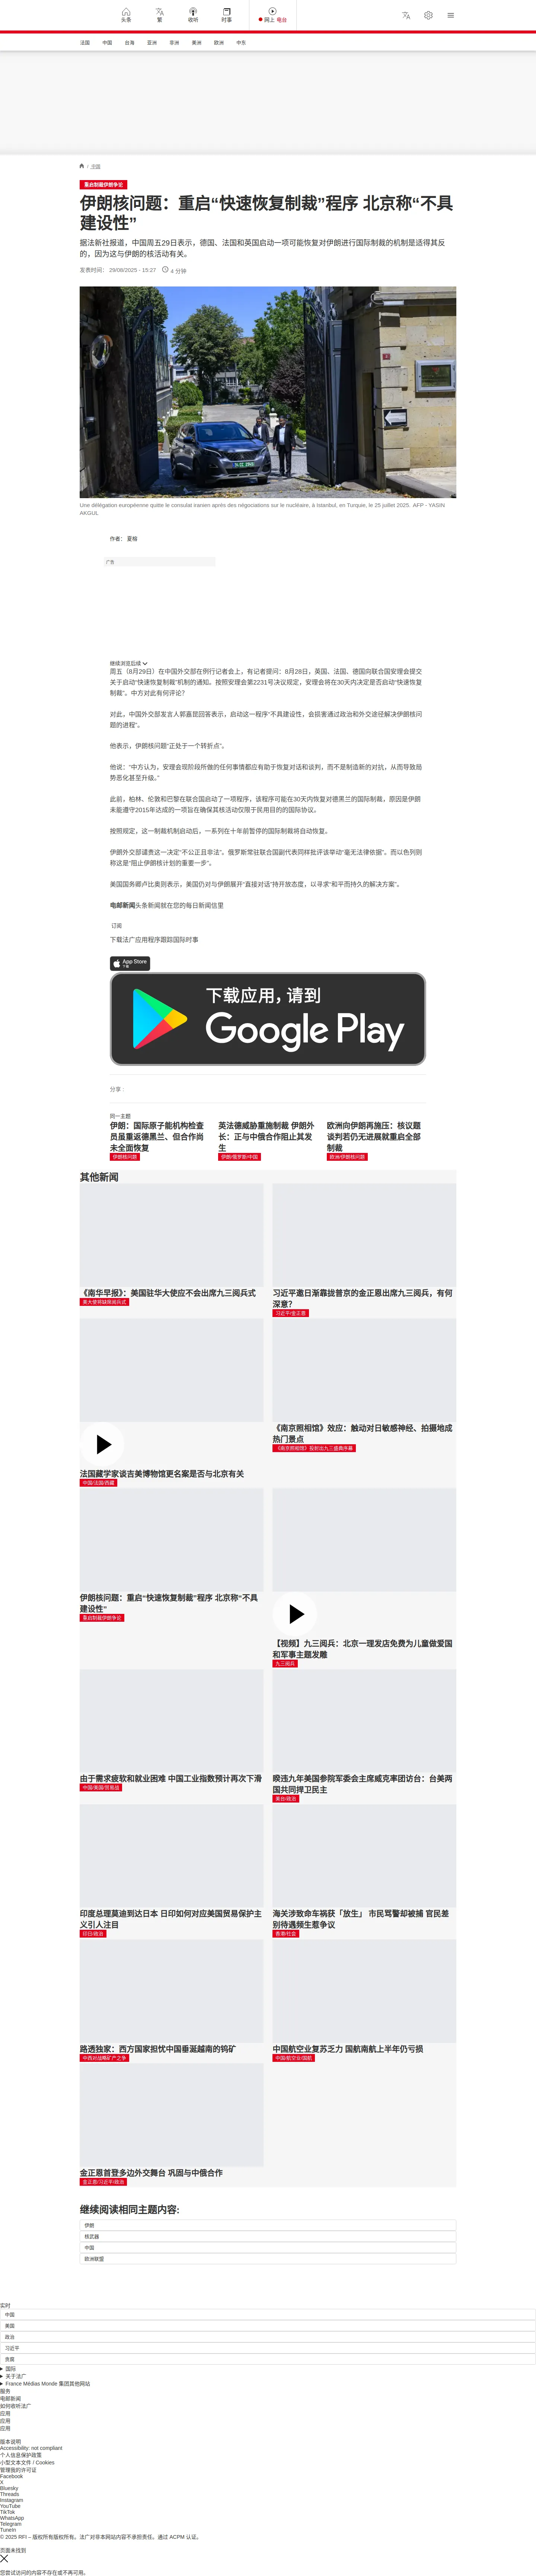 头条
繁
收听
时事
网上 电台
法国
中国
台海
亚洲
非洲
美洲
欧洲
中东
/ 中国
重启制裁伊朗争论
伊朗核问题：重启“快速恢复制裁”程序 北京称“不具
建设性”
据法新社报道，中国周五29日表示，德国、法国和英国启动一项可能恢复对伊朗进行国际制裁的机制是适得其反
的，因为这与伊朗的核活动有关。
发表时间： 29/08/2025 - 15:27
4 分钟
Une délégation européenne quitte le consulat iranien après des négociations sur le nucléaire, à Istanbul, en Turquie, le 25 juillet 2025. AFP - YASIN
AKGUL
作者： 夏榕
广告
继续浏览后续
周五（8月29日）在中国外交部在例行记者会上，有记者提问：8月28日，英国、法国、德国向联合国安理会提交
关于启动“快速恢复制裁”机制的通知。按照安理会第2231号决议规定，安理会将在30天内决定是否启动“快速恢复
制裁”。中方对此有何评论？
对此，中国外交部发言人郭嘉昆回答表示，启动这一程序“不具建设性，会损害通过政治和外交途径解决伊朗核问
题的进程”。
他表示，伊朗核问题“正处于一个转折点”。
他说：“中方认为，安理会现阶段所做的任何事情都应有助于恢复对话和谈判，而不是制造新的对抗，从而导致局
势恶化甚至升级。”
此前，柏林、伦敦和巴黎在联合国启动了一项程序，该程序可能在30天内恢复对德黑兰的国际制裁，原因是伊朗
未能遵守2015年达成的一项旨在确保其核活动仅限于民用目的的国际协议。
按照规定，这一制裁机制启动后，一系列在十年前暂停的国际制裁将自动恢复。
伊朗外交部谴责这一决定“不公正且非法”。俄罗斯常驻联合国副代表同样批评该举动“毫无法律依据”。而以色列则
称这是“阻止伊朗核计划的重要一步”。
美国国务卿卢比奥则表示，美国仍对与伊朗展开“直接对话”持开放态度，以寻求“和平而持久的解决方案”。
电邮新闻头条新闻就在您的每日新闻信里
订阅
下载法广应用程序跟踪国际时事
App Store
下载
下载应用，请到
Google Play
分享 :
同一主题
伊朗：国际原子能机构检查
员虽重返德黑兰、但合作尚
未全面恢复
伊朗核问题
英法德威胁重施制裁 伊朗外
长：正与中俄合作阻止其发
生
伊朗/俄罗斯/中国
欧洲向伊朗再施压：核议题
谈判若仍无进展就重启全部
制裁
欧洲/伊朗核问题
其他新闻
《南华早报》：美国驻华大使应不会出席九三阅兵式
美大使将缺席阅兵式
习近平邀日渐靠拢普京的金正恩出席九三阅兵，有何
深意？
习近平/金正恩
法国藏学家谈吉美博物馆更名案是否与北京有关
中国/法国/西藏
《南京照相馆》效应：触动对日敏感神经、拍摄地成
热门景点
《南京照相馆》投射出九三盛典序幕
伊朗核问题：重启“快速恢复制裁”程序 北京称“不具
建设性”
重启制裁伊朗争论
【视频】九三阅兵：北京一理发店免费为儿童做爱国
和军事主题发雕
九三阅兵
由于需求疲软和就业困难 中国工业指数预计再次下滑
中国/美国/贸易战
睽违九年美国参院军委会主席威克率团访台：台美两
国共同捍卫民主
美台/政治
印度总理莫迪到达日本 日印如何对应美国贸易保护主
义引人注目
印日/政治
海关涉致命车祸获「放生」 市民骂警却被捕 官民差
别待遇频生惹争议
香港/社会
路透独家：西方国家担忧中国垂涎越南的钨矿
中西对战略矿产之争
中国航空业复苏乏力 国航南航上半年仍亏损
中国/航空业/国航
金正恩首登多边外交舞台 巩固与中俄合作
金正恩/习近平/政治
继续阅读相同主题内容:
伊朗
核武器
中国
欧洲联盟
实时
中国
美国
政治
习近平
贪腐
国际
关于法广
France Médias Monde 集团其他网站
服务
电邮新闻
如何收听法广
应用
应用
应用
版本说明
Accessibility: not compliant
个人信息保护政策
小型文本文件 / Cookies
管理我的许可证
Facebook
X
Bluesky
Threads
Instagram
YouTube
TikTok
WhatsApp
Telegram
TuneIn
© 2025 RFI – 版权所有版权所有。法广对非本网站内容不承担责任。通过 ACPM 认证。
页面未找到
您尝试访问的内容不存在或不再可用。